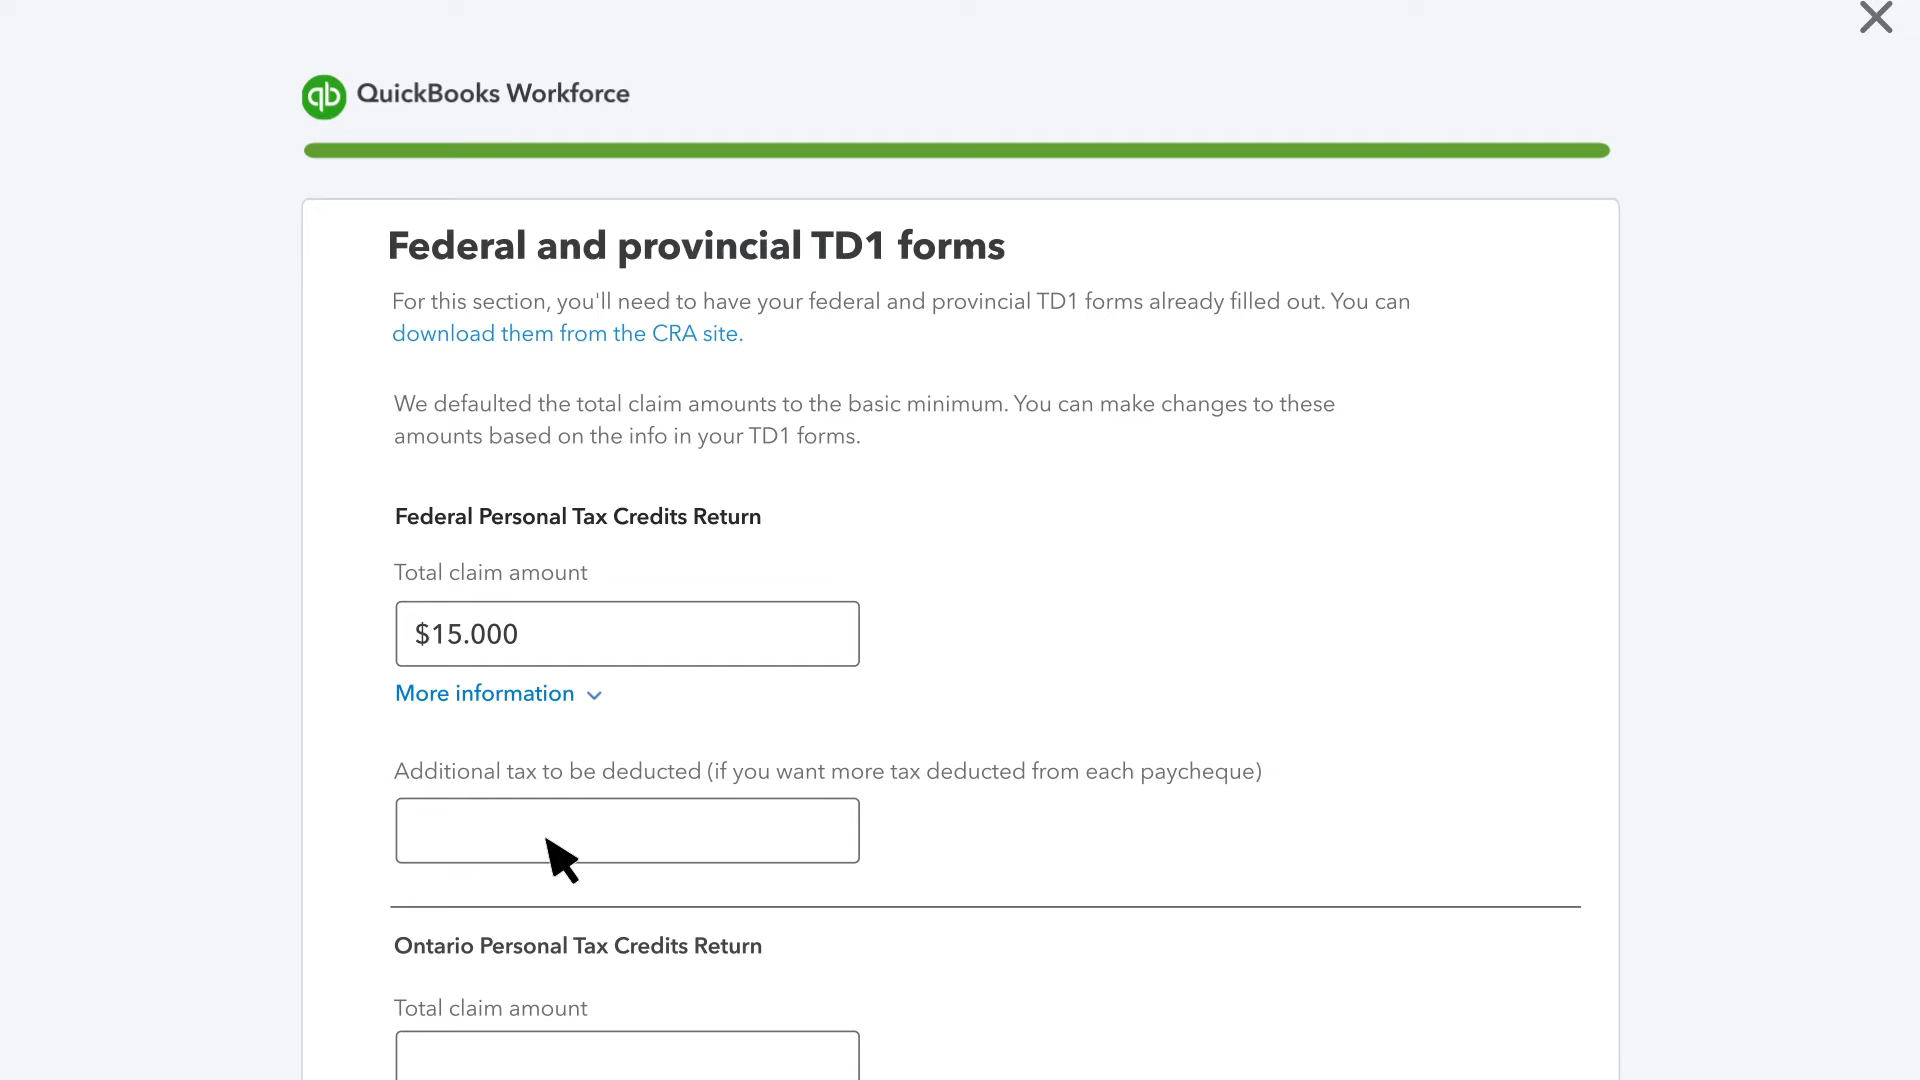 qb QuickBooks Workforce
Federal and provincial TD1 forms
For this section, you'll need to have your federal and provincial TD1 forms already filled out. You can
download them from the CRA site.
We defaulted the total claim amounts to the basic minimum. You can make changes to these
amounts based on the info in your TD1 forms.
Federal Personal Tax Credits Return
Total claim amount
$15.000
More information
Additional tax to be deducted (if you want more tax deducted from each paycheque)
Ontario Personal Tax Credits Return
Total claim amount